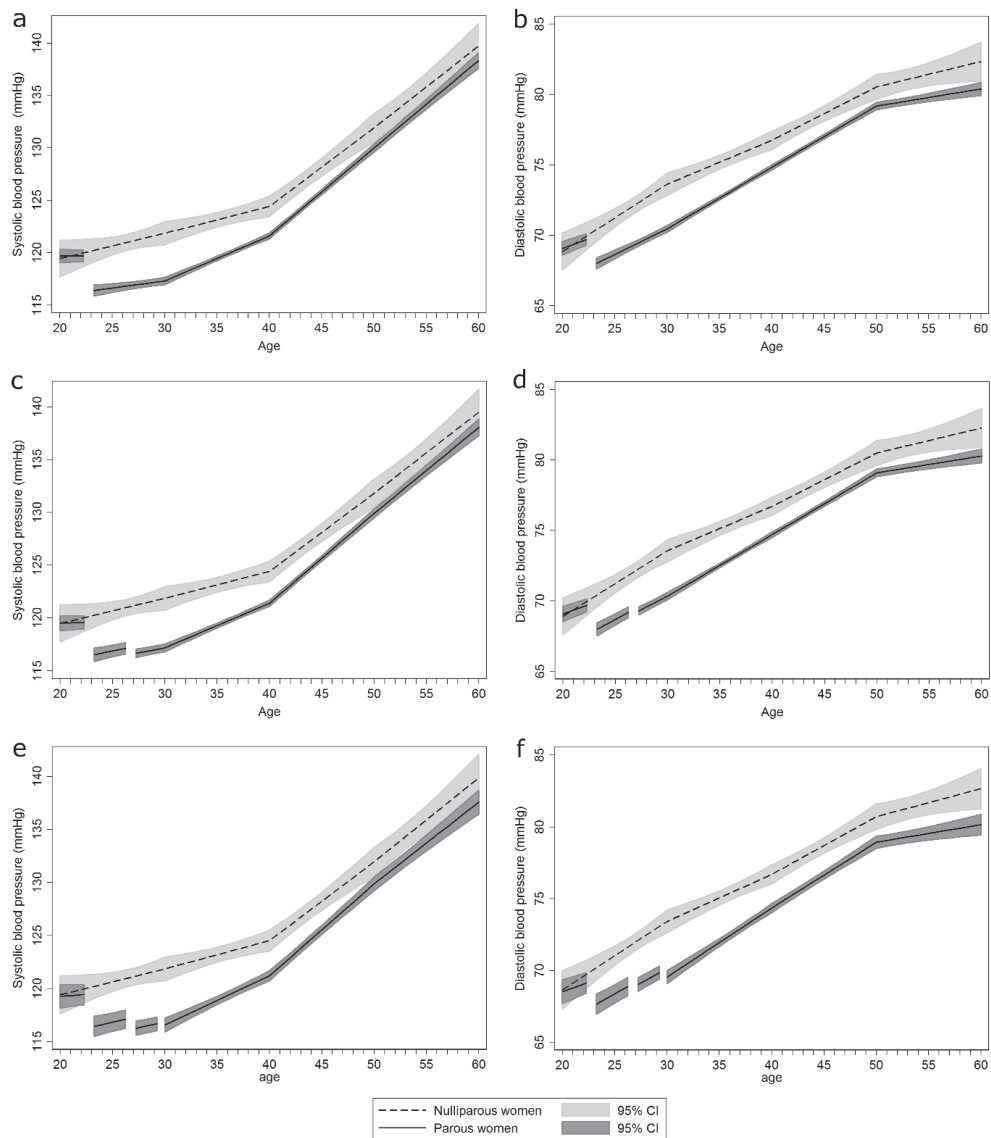 a
Systolic blood pressure (mmHg)
140
135
130
125
120
115
20 25 30 35 40 45 50 55 60
Age
b
Diastolic blood pressure (mmHg)
85
80
75
70
65
20 25 30 35 40 45 50 55 60
Age
c
Systolic blood pressure (mmHg)
140
135
130
125
120
115
20 25 30 35 40 45 50 55 60
Age
d
Diastolic blood pressure (mmHg)
85
80
75
70
65
20 25 30 35 40 45 50 55 60
Age
e
Systolic blood pressure (mmHg)
140
135
130
125
120
115
20 25 30 35 40 45 50 55 60
age
f
Diastolic blood pressure (mmHg)
85
80
75
70
65
20 25 30 35 40 45 50 55 60
age
Nulliparous women 95% CI
Parous women 95% CI